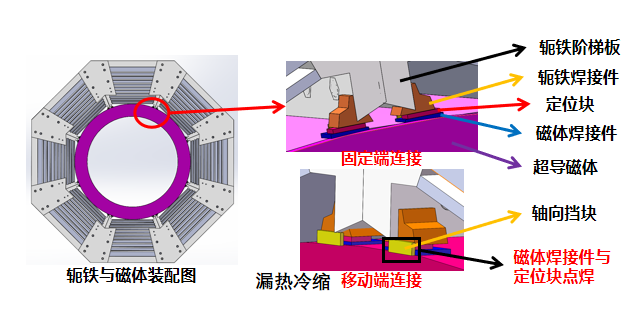 轭铁阶梯板
轭铁焊接件
定位块
磁体焊接件
固定端连接
超导磁体
轴向挡块
磁体焊接件与
定位块点焊
轭铁与磁体装配图
漏热冷缩
移动端连接